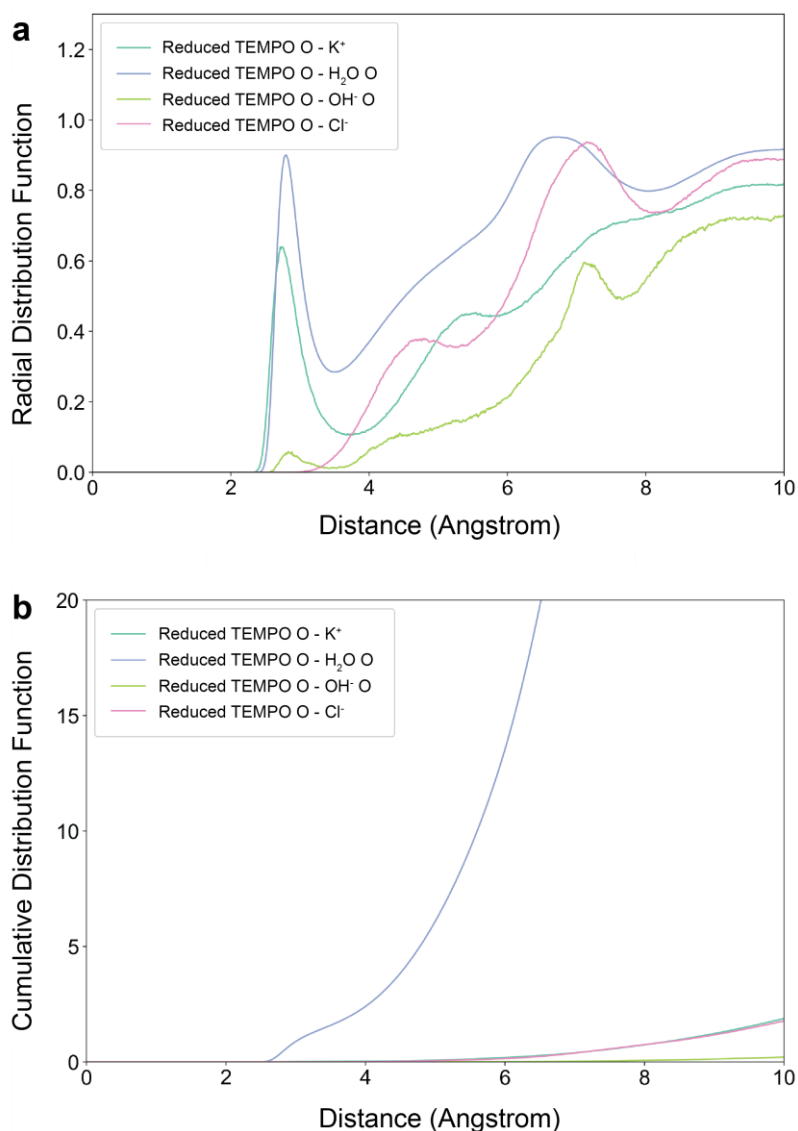 a
Reduced TEMPO O - K⁺
Reduced TEMPO O - H₂O O
Reduced TEMPO O - OH⁻ O
Reduced TEMPO O - Cl⁻
Radial Distribution Function
1.2
1.0
0.8
0.6
0.4
0.2
0.0
0 2 4 6 8 10
Distance (Angstrom)
b
Reduced TEMPO O - K⁺
Reduced TEMPO O - H₂O O
Reduced TEMPO O - OH⁻ O
Reduced TEMPO O - Cl⁻
Cumulative Distribution Function
20
15
10
5
0
0 2 4 6 8 10
Distance (Angstrom)